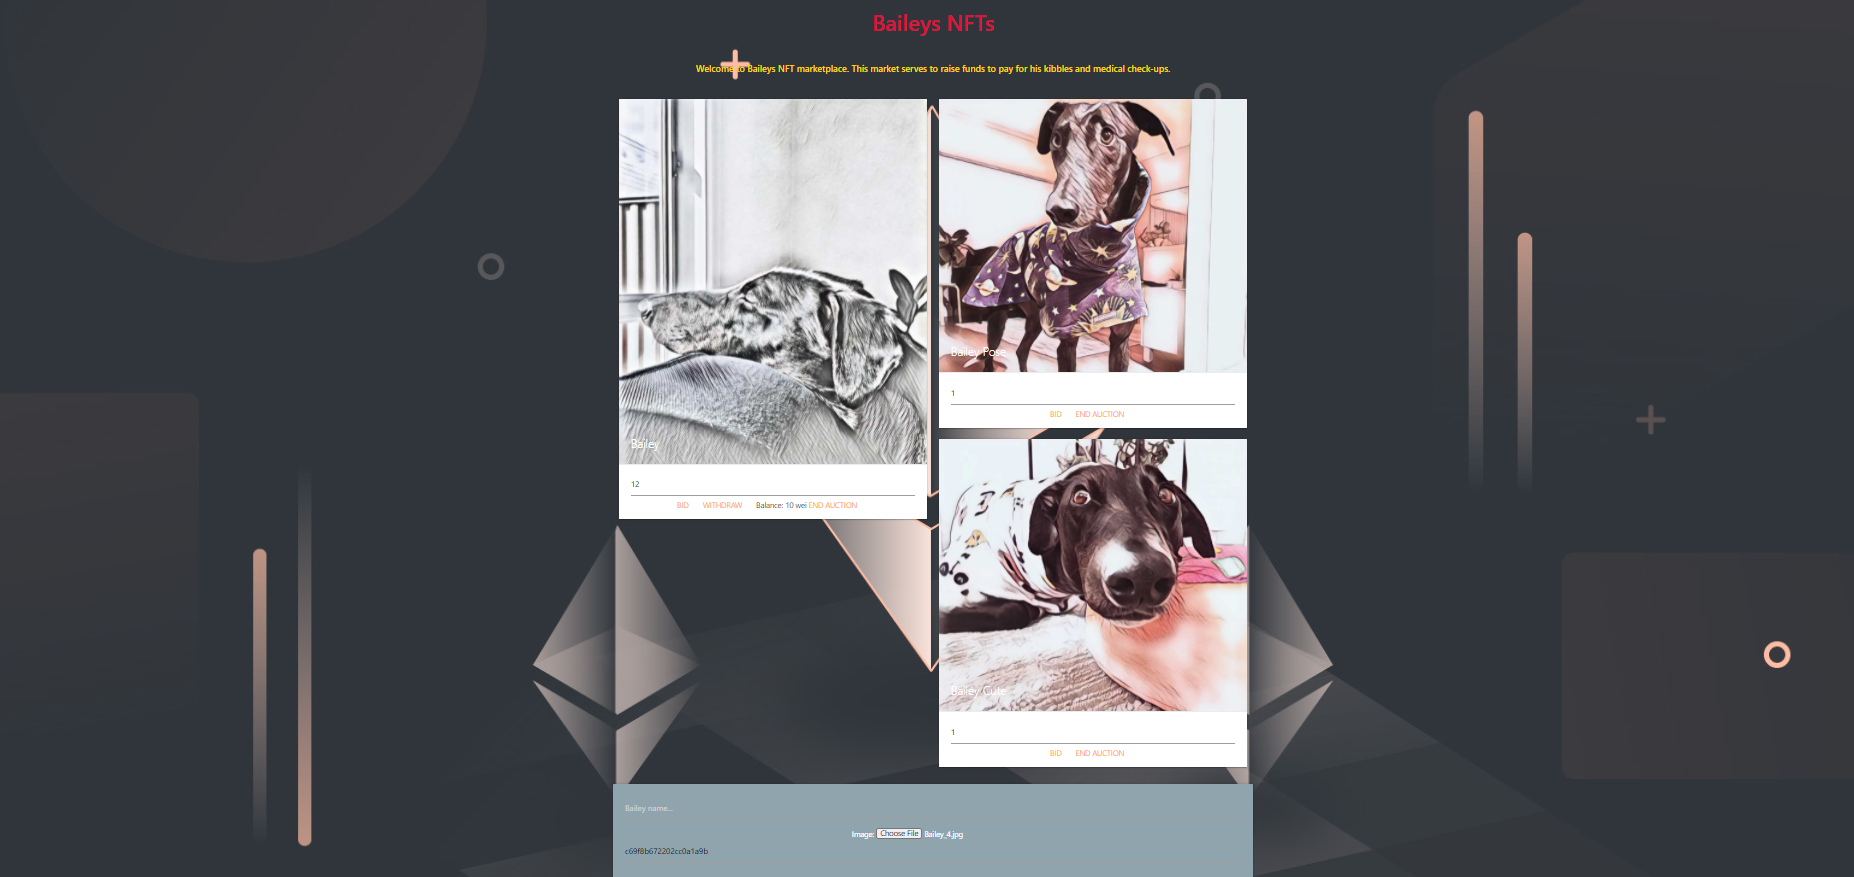 Baileys NFTs
Welcome to Baileys NFT marketplace. This market serves to raise funds to pay for his kibbles and medical check-ups.
Bailey
12
BID WITHDRAW Balance: 10 wei END AUCTION
Bailey Pose
1
BID END AUCTION
Bailey Cute
1
BID END AUCTION
Bailey name...
Image: Choose File Bailey_4.jpg
c69f8b672202cc0a1a9b